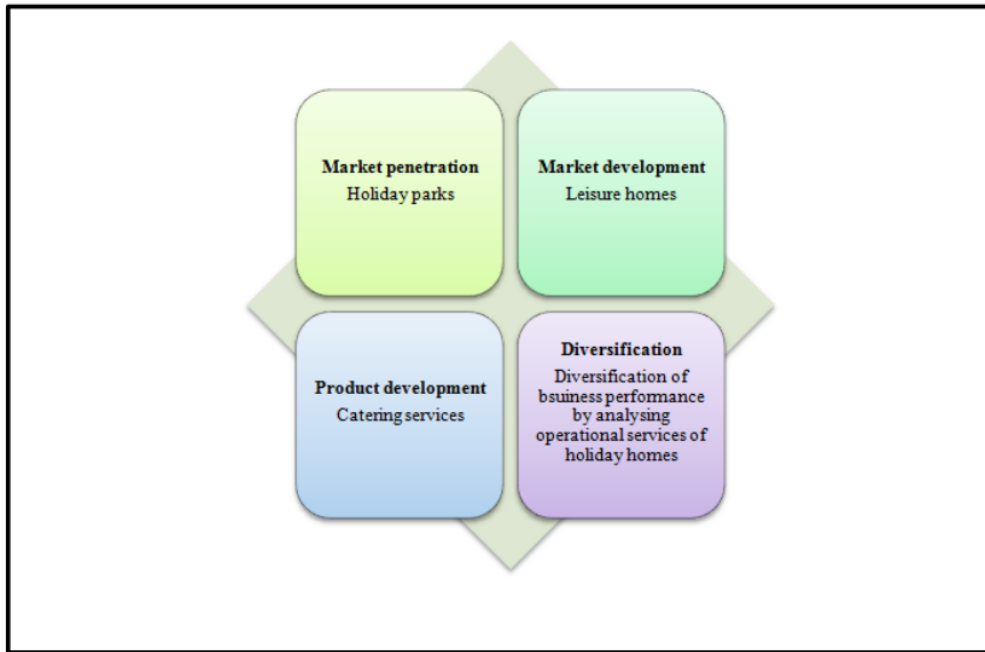 Market penetration
Holiday parks
Market development
Leisure homes
Product development
Catering services
Diversification
Diversification of
bsuiness performance
by analysing
operational services of
holiday homes